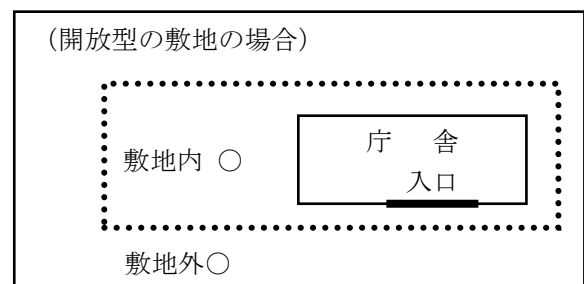 （開放型の敷地の場合）
庁　舎
敷地内 ○
入口
敷地外○